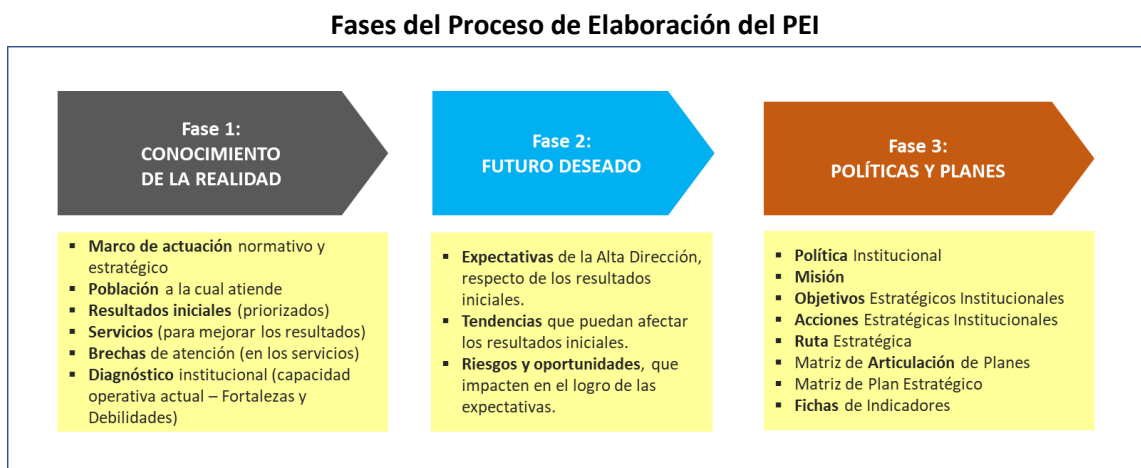 Fases del Proceso de Elaboración del PEI
Fase 1:
CONOCIMIENTO
DE LA REALIDAD
▪ Marco de actuación normativo y
estratégico
▪ Población a la cual atiende
▪ Resultados iniciales (priorizados)
▪ Servicios (para mejorar los resultados)
▪ Brechas de atención (en los servicios)
▪ Diagnóstico institucional (capacidad
operativa actual – Fortalezas y
Debilidades)
Fase 2:
FUTURO DESEADO
▪ Expectativas de la Alta Dirección,
respecto de los resultados
iniciales.
▪ Tendencias que puedan afectar
los resultados iniciales.
▪ Riesgos y oportunidades, que
impacten en el logro de las
expectativas.
Fase 3:
POLÍTICAS Y PLANES
▪ Política Institucional
▪ Misión
▪ Objetivos Estratégicos Institucionales
▪ Acciones Estratégicas Institucionales
▪ Ruta Estratégica
▪ Matriz de Articulación de Planes
▪ Matriz de Plan Estratégico
▪ Fichas de Indicadores